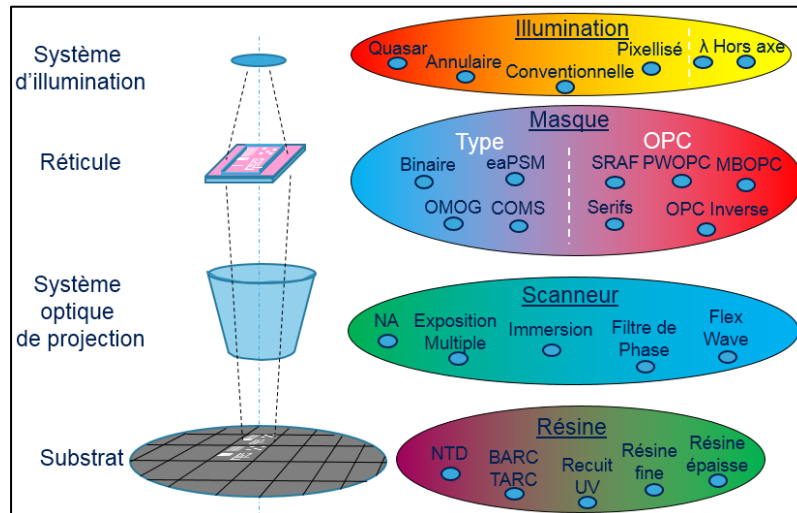 Système
d'illumination
Réticule
Système
optique
de projection
Substrat
Illumination
Quasar
Annulaire
Conventionnelle
Pixellisé
λ Hors axe
Masque
Type
OPC
Binaire
eaPSM
SRAF
PWOPC
MBOPC
OMOG
COMS
Serifs
OPC Inverse
Scanneur
NA
Exposition
Multiple
Immersion
Filtre de
Phase
Flex
Wave
Résine
NTD
BARC
TARC
Recuit
UV
Résine
fine
Résine
épaisse